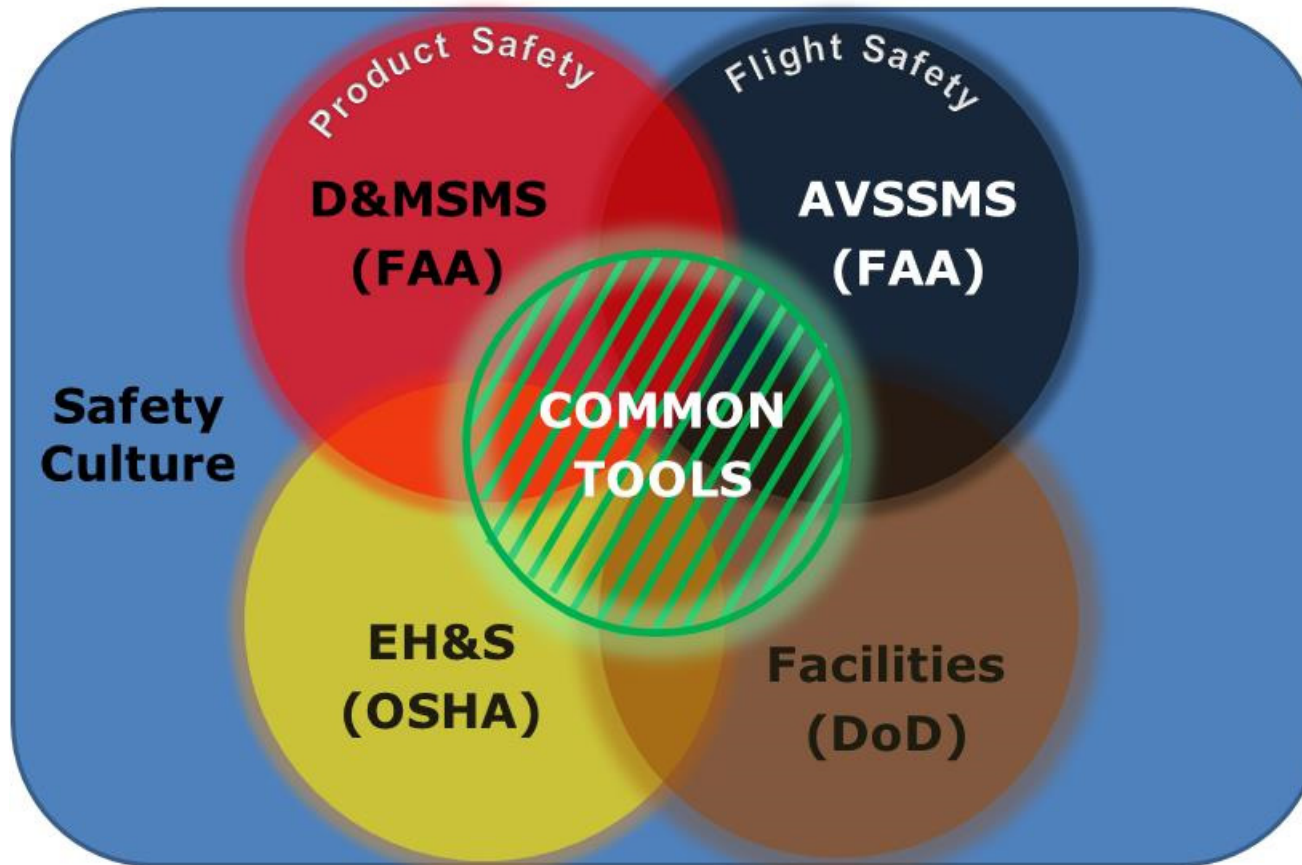 Product Safety
Flight Safety
D&MSMS
(FAA)
AVSSMS
(FAA)
Safety
Culture
COMMON
TOOLS
EH&S
(OSHA)
Facilities
(DoD)